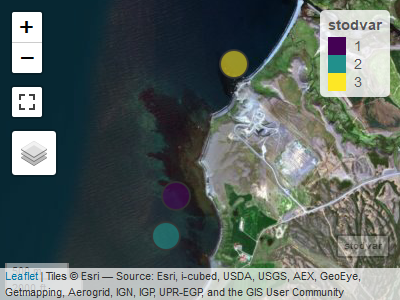 +
−
stodvar
1
2
3
stodvar
Leaflet | Tiles © Esri — Source: Esri, i-cubed, USDA, USGS, AEX, GeoEye,
Getmapping, Aerogrid, IGN, IGP, UPR-EGP, and the GIS User Community